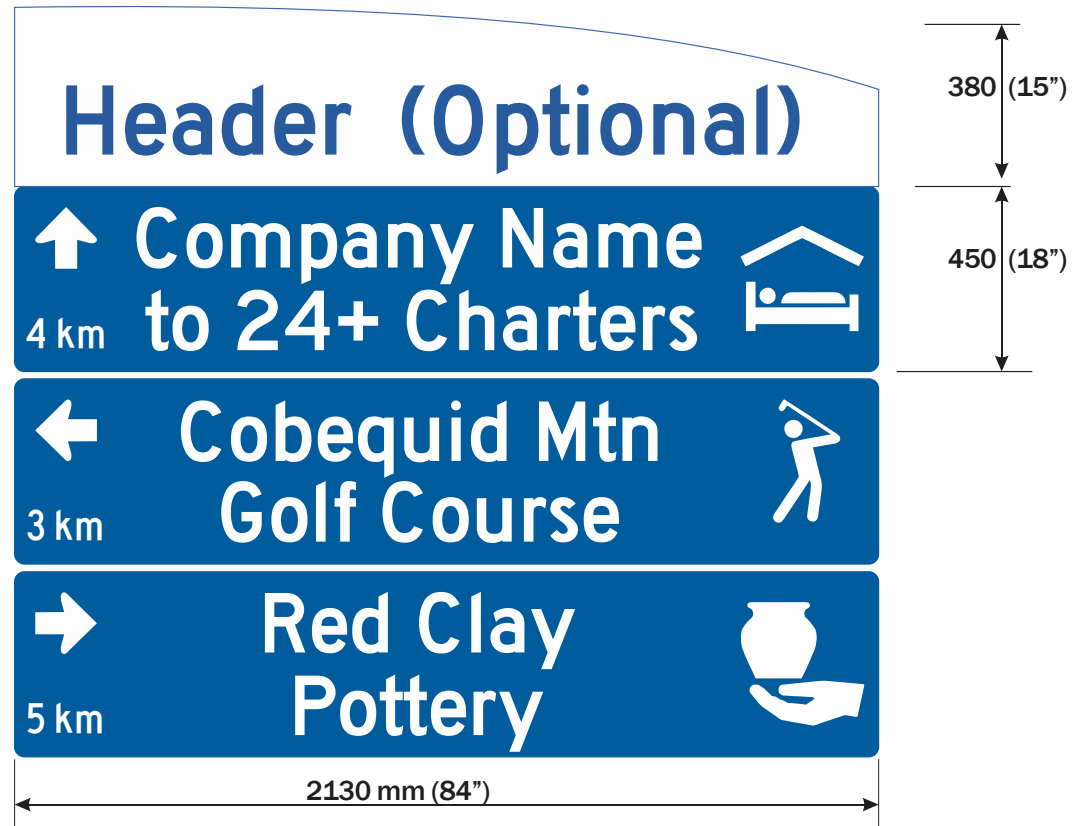 Header (Optional)
380 (15”)
Company Name
to 24+ Charters
4 km
450 (18”)
Cobequid Mtn
Golf Course
3 km
Red Clay
Pottery
5 km
2130 mm (84”)